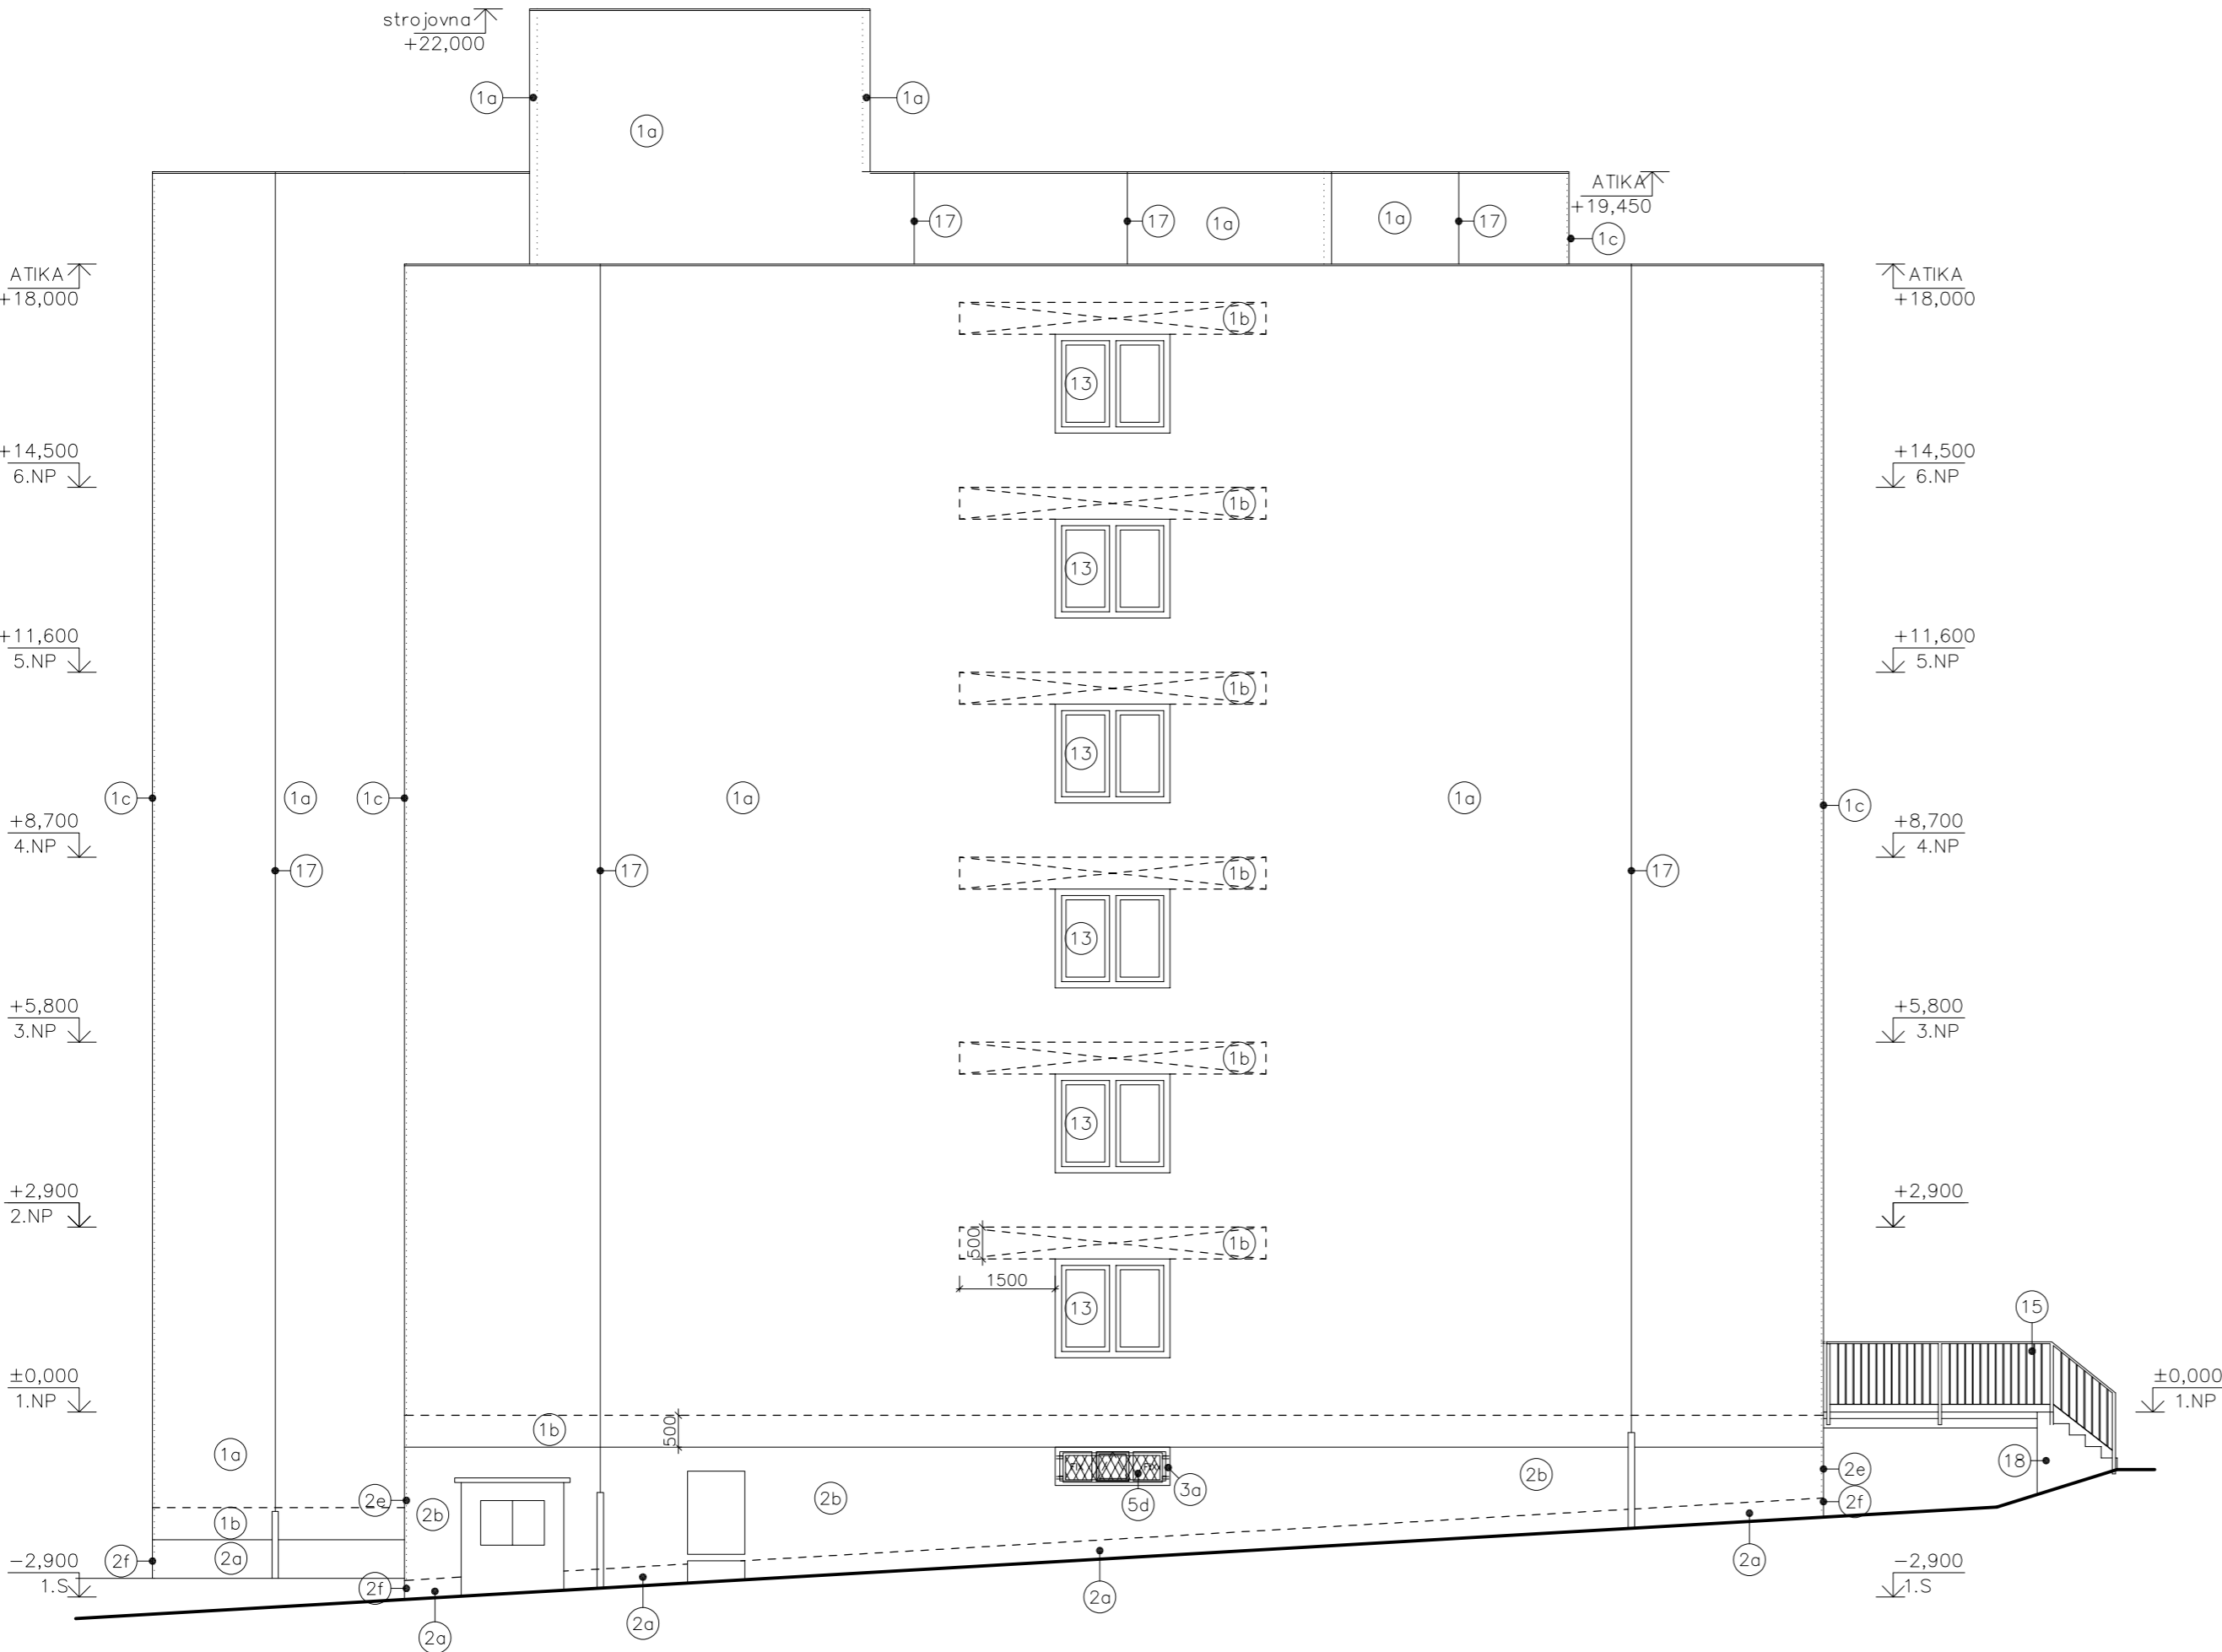 strojovna
+22,000
1a
1a
1a
ATIKA
+19,450
17
17
1a
1a
17
1c
ATIKA
+18,000
ATIKA
+18,000
1b
13
+14,500
6.NP
+14,500
6.NP
1b
13
+11,600
5.NP
+11,600
5.NP
1b
13
1c
1a
1c
1a
1a
1c
+8,700
4.NP
+8,700
4.NP
17
17
17
1b
13
+5,800
3.NP
+5,800
3.NP
1b
13
+2,900
2.NP
+2,900
500
1b
1500
13
15
±0,000
1.NP
±0,000
1.NP
1b
500
1a
18
FIX
FIX
2e
2b
3a
5d
2b
2e
2b
2f
1b
2a
2f
2a
2a
-2,900
1.S
-2,900
1.S
2f
2a
2a
2a